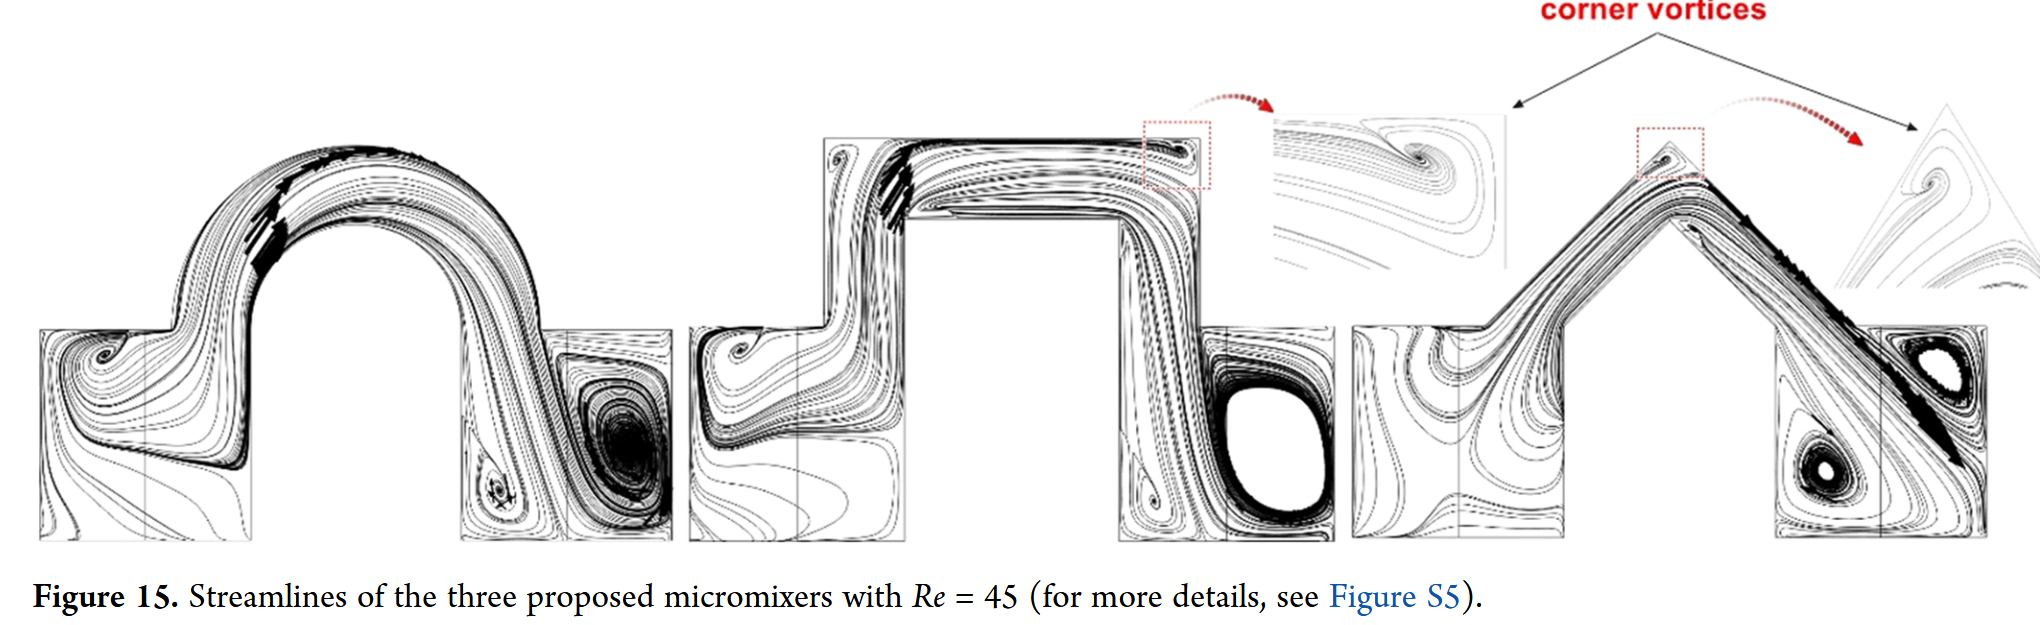 corner vortices
Figure 15. Streamlines of the three proposed micromixers with Re = 45 (for more details, see Figure S5).